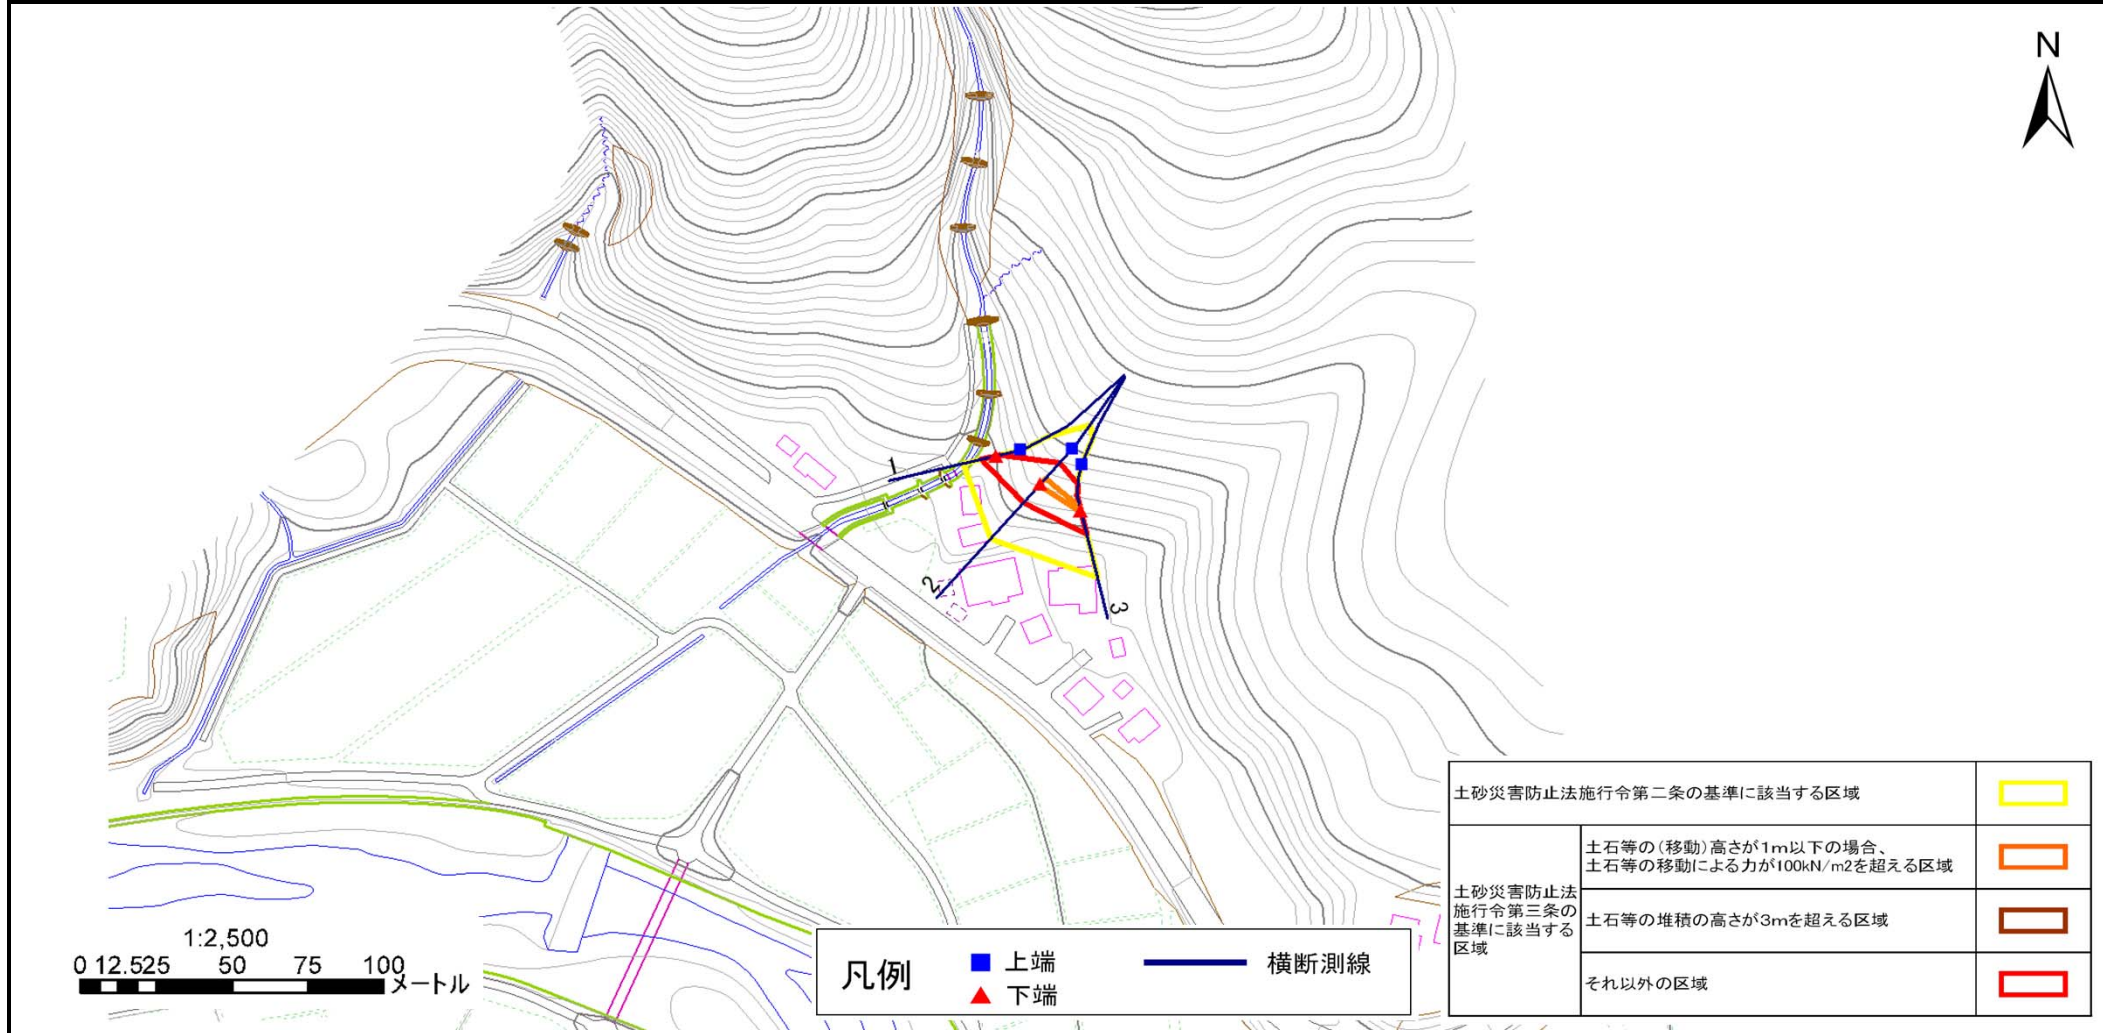 N
1
2
3
土砂災害防止法施行令第二条の基準に該当する区域
土砂災害防止法
施行令第三条の
基準に該当する
区域
土石等の(移動)高さが1m以下の場合、
土石等の移動による力が100kN/m2を超える区域
土石等の堆積の高さが3mを超える区域
それ以外の区域
1:2,500
0 12.525 50 75 100
メートル
凡例
上端
下端
横断測線